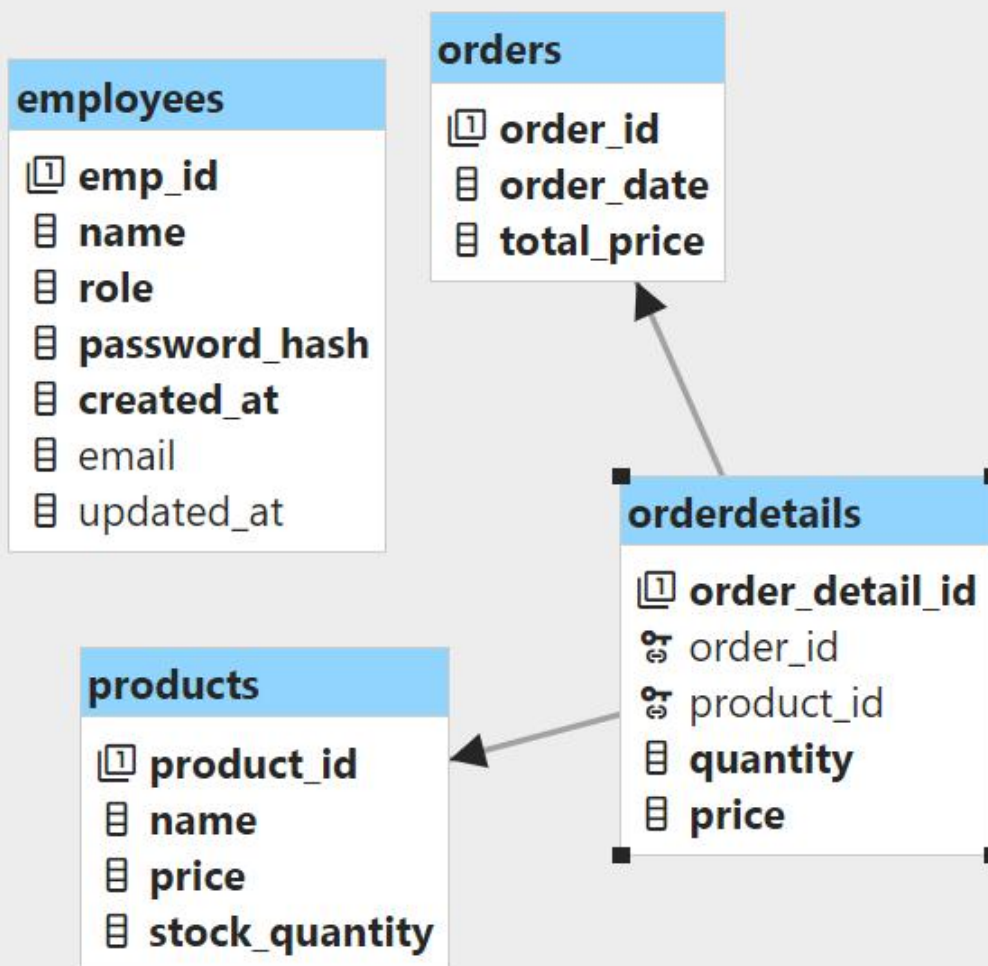 employees
emp_id
name
role
password_hash
created_at
email
updated_at
orders
order_id
order_date
total_price
orderdetails
order_detail_id
order_id
product_id
quantity
price
products
product_id
name
price
stock_quantity